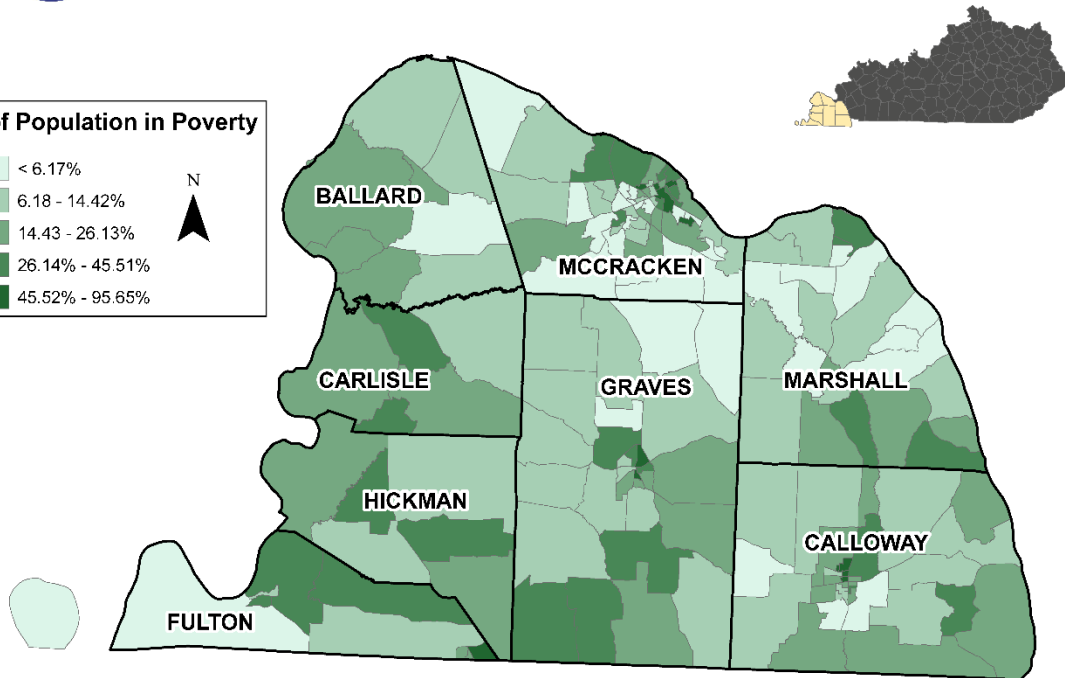 of Population in Poverty
< 6.17%
6.18 - 14.42%
14.43 - 26.13%
26.14% - 45.51%
45.52% - 95.65%
N
BALLARD
MCCRACKEN
CARLISLE
GRAVES
MARSHALL
HICKMAN
CALLOWAY
FULTON